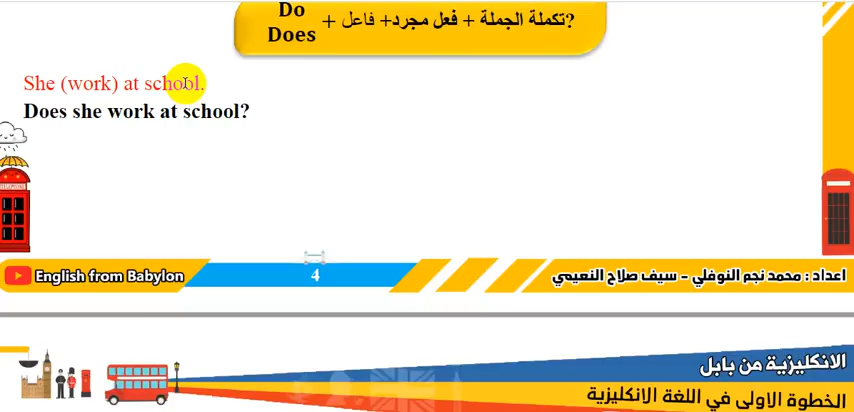 Do
Does + فاعل +فعل مجرد + تكملة الجملة?
She (work) at school.
Does she work at school?
English from Babylon
4
اعداد : محمد نجم النوفلي - سيف صلاح النعيمي
الانكليزية من بابل
الخطوة الاولى في اللغة الانكليزية